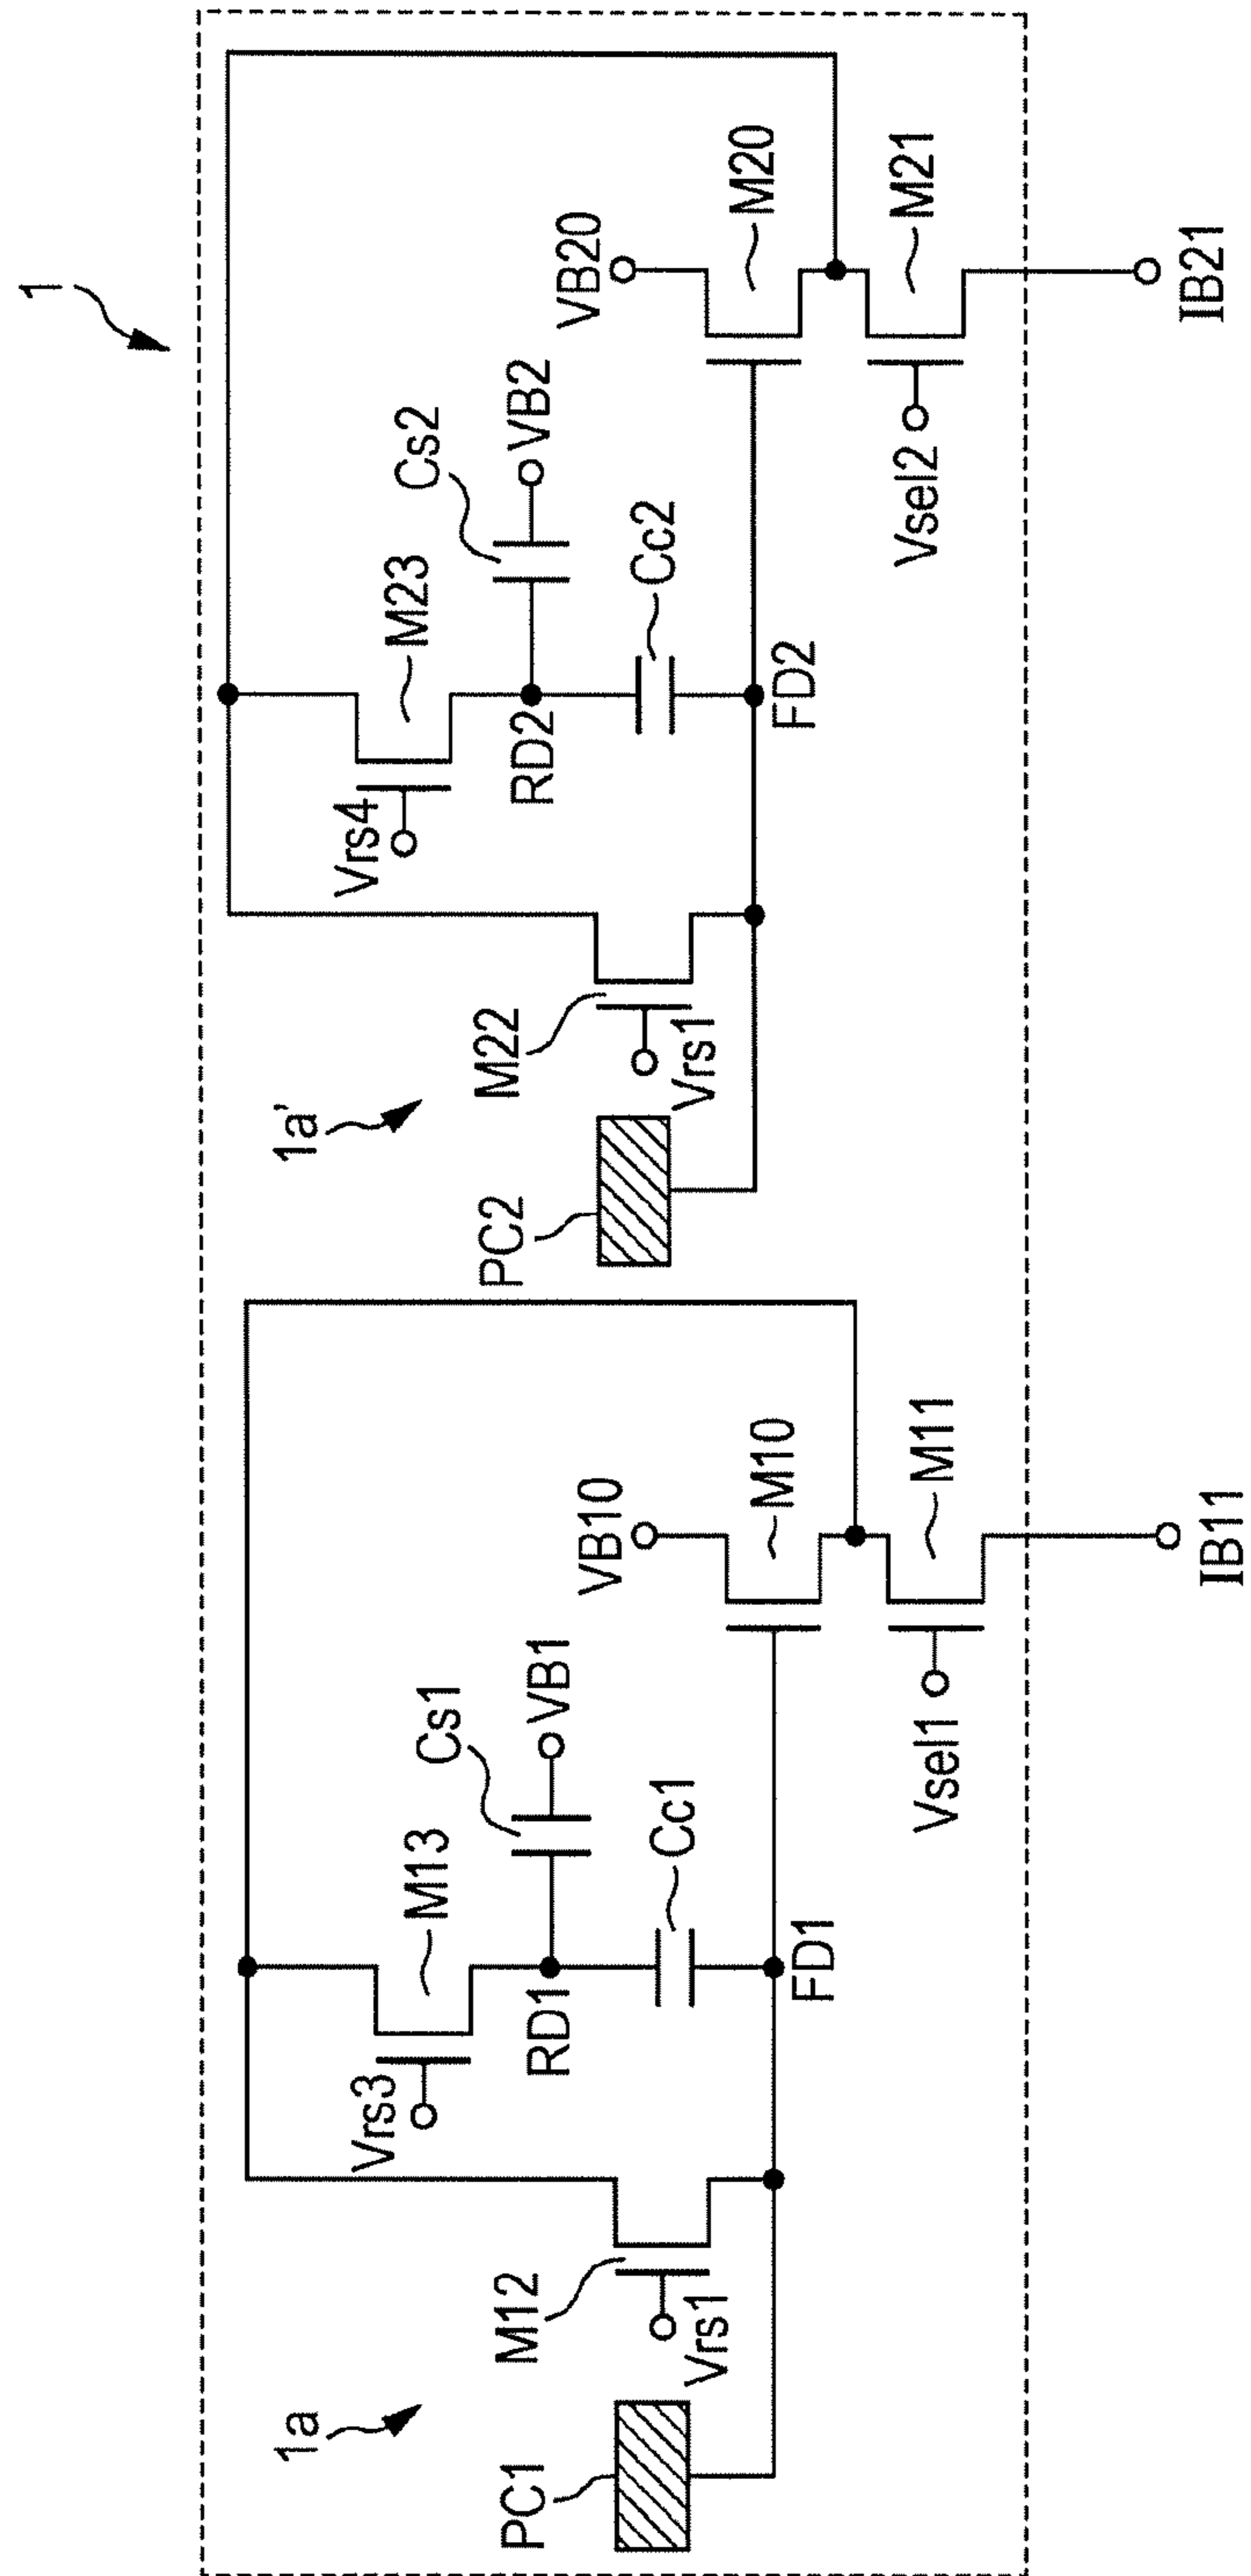 1
1a
PC1
M12
Vrs1
Vrs3
M13
RD1
Cs1
VB1
Cc1
FD1
VB10
M10
M11
Vsel1
IB11
1a'
PC2
M22
Vrs1
Vrs4
M23
RD2
Cs2
VB2
Cc2
FD2
VB20
M20
M21
Vsel2
IB21